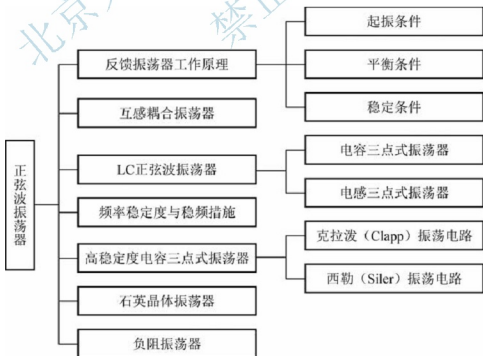 北京
禁止
正弦波振荡器
反馈振荡器工作原理
起振条件
平衡条件
稳定条件
互感耦合振荡器
LC正弦波振荡器
电容三点式振荡器
电感三点式振荡器
频率稳定度与稳频措施
高稳定度电容三点式振荡器
克拉泼（Clapp）振荡电路
西勒（Siler）振荡电路
石英晶体振荡器
负阻振荡器